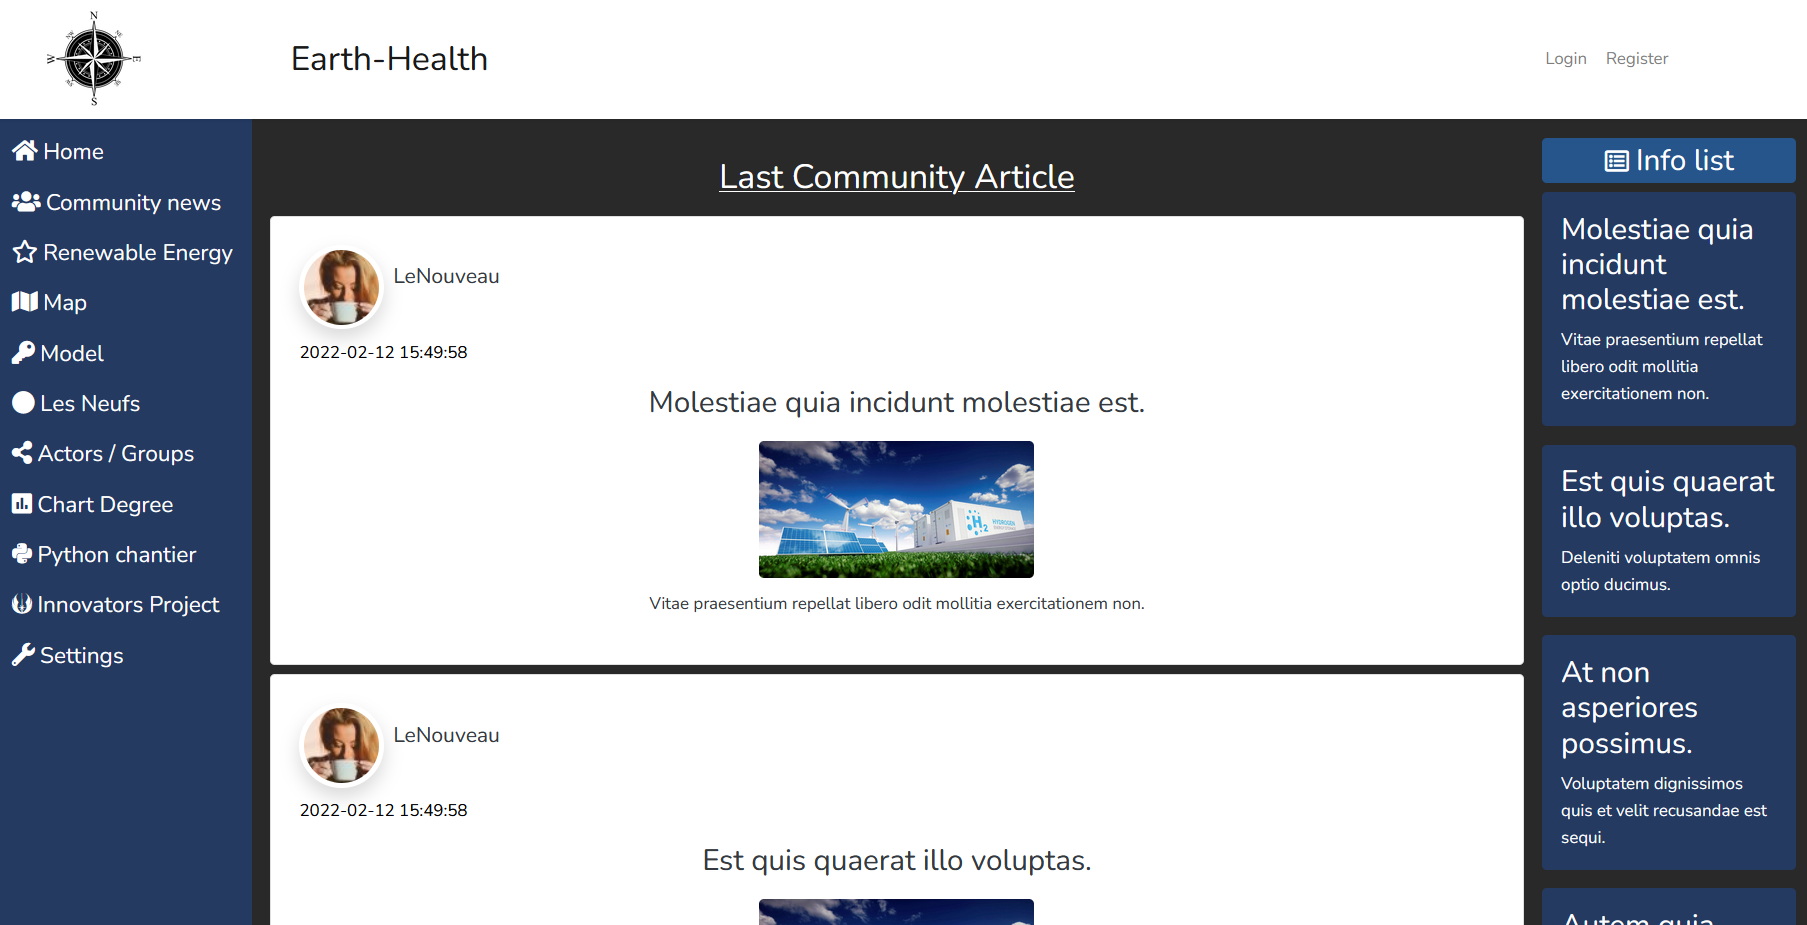 N
NW
NE
W
E
S
Earth-Health
Login
Register
Home
Community news
Renewable Energy
Map
Model
Les Neufs
Actors / Groups
Chart Degree
Python chantier
Innovators Project
Settings
Last Community Article
LeNouveau
2022-02-12 15:49:58
Molestiae quia incidunt molestiae est.
H2
HYDROGEN
Vitae praesentium repellat libero odit mollitia exercitationem non.
LeNouveau
2022-02-12 15:49:58
Est quis quaerat illo voluptas.
Info list
Molestiae quia
incidunt
molestiae est.
Vitae praesentium repellat
libero odit mollitia
exercitationem non.
Est quis quaerat
illo voluptas.
Deleniti voluptatem omnis
optio ducimus.
At non
asperiores
possimus.
Voluptatem dignissimos
quis et velit recusandae est
sequi.
Autem quia